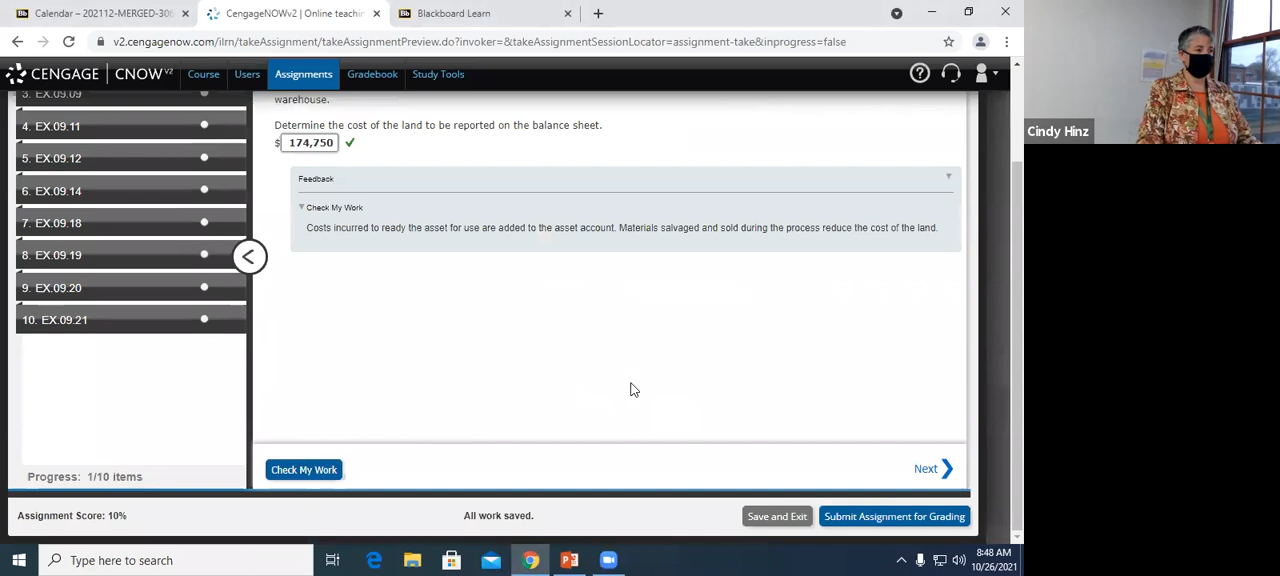 Calendar – 202112-MERGED-306
CengageNOWv2 | Online teachin
Blackboard Learn
v2.cengagenow.com/ilrn/takeAssignment/takeAssignmentPreview.do?invoker=&takeAssignmentSessionLocator=assignment-take&inprogress=false
CENGAGE | CNOWV2
Course
Users
Assignments
Gradebook
Study Tools
3. EX.09.09
4. EX.09.11
5. EX.09.12
6. EX.09.14
7. EX.09.18
8. EX.09.19
9. EX.09.20
10. EX.09.21
Progress: 1/10 items
warehouse.
Determine the cost of the land to be reported on the balance sheet.
$ 174,750
Feedback
Check My Work
Costs incurred to ready the asset for use are added to the asset account. Materials salvaged and sold during the process reduce the cost of the land.
Check My Work
Next
Assignment Score: 10%
All work saved.
Save and Exit
Submit Assignment for Grading
Type here to search
8:48 AM
10/26/2021
Cindy Hinz